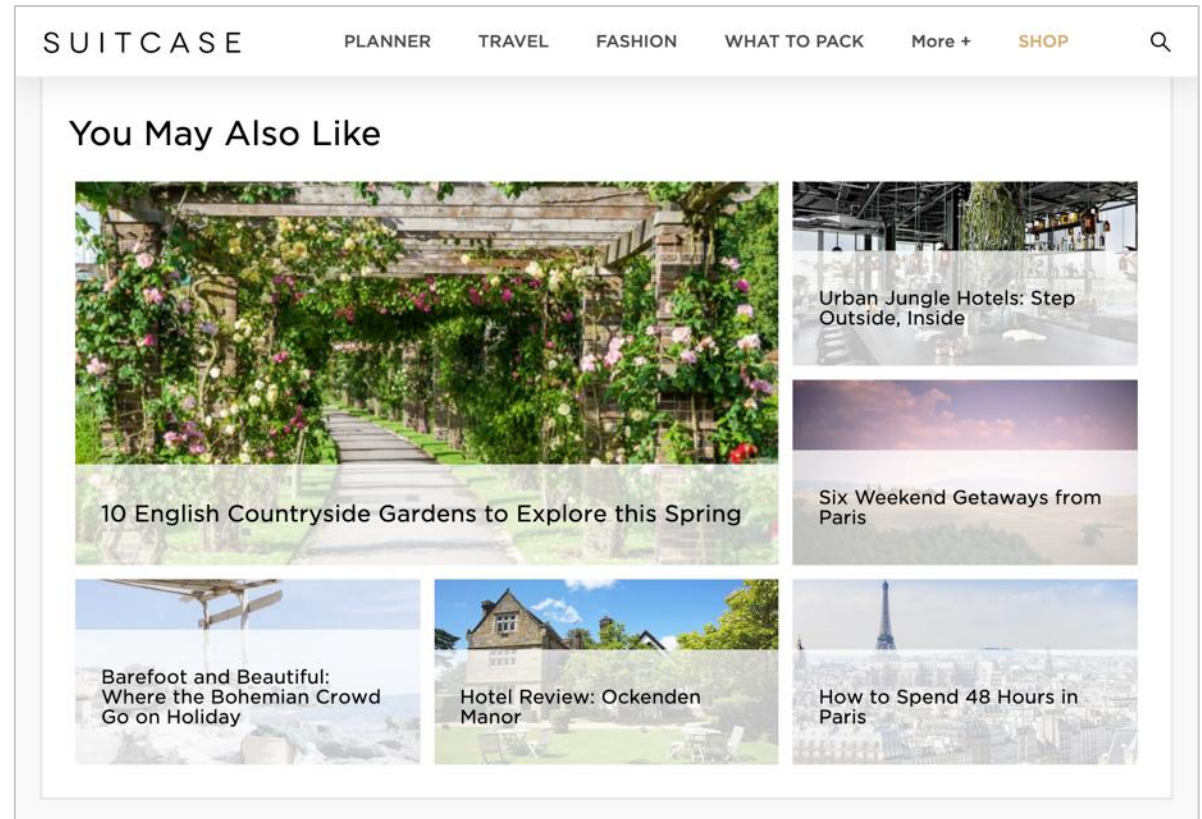 SUITCASE PLANNER TRAVEL FASHION WHAT TO PACK More + SHOP
You May Also Like
10 English Countryside Gardens to Explore this Spring
Urban Jungle Hotels: Step
Outside, Inside
Six Weekend Getaways from
Paris
Barefoot and Beautiful:
Where the Bohemian Crowd
Go on Holiday
Hotel Review: Ockenden
Manor
How to Spend 48 Hours in
Paris